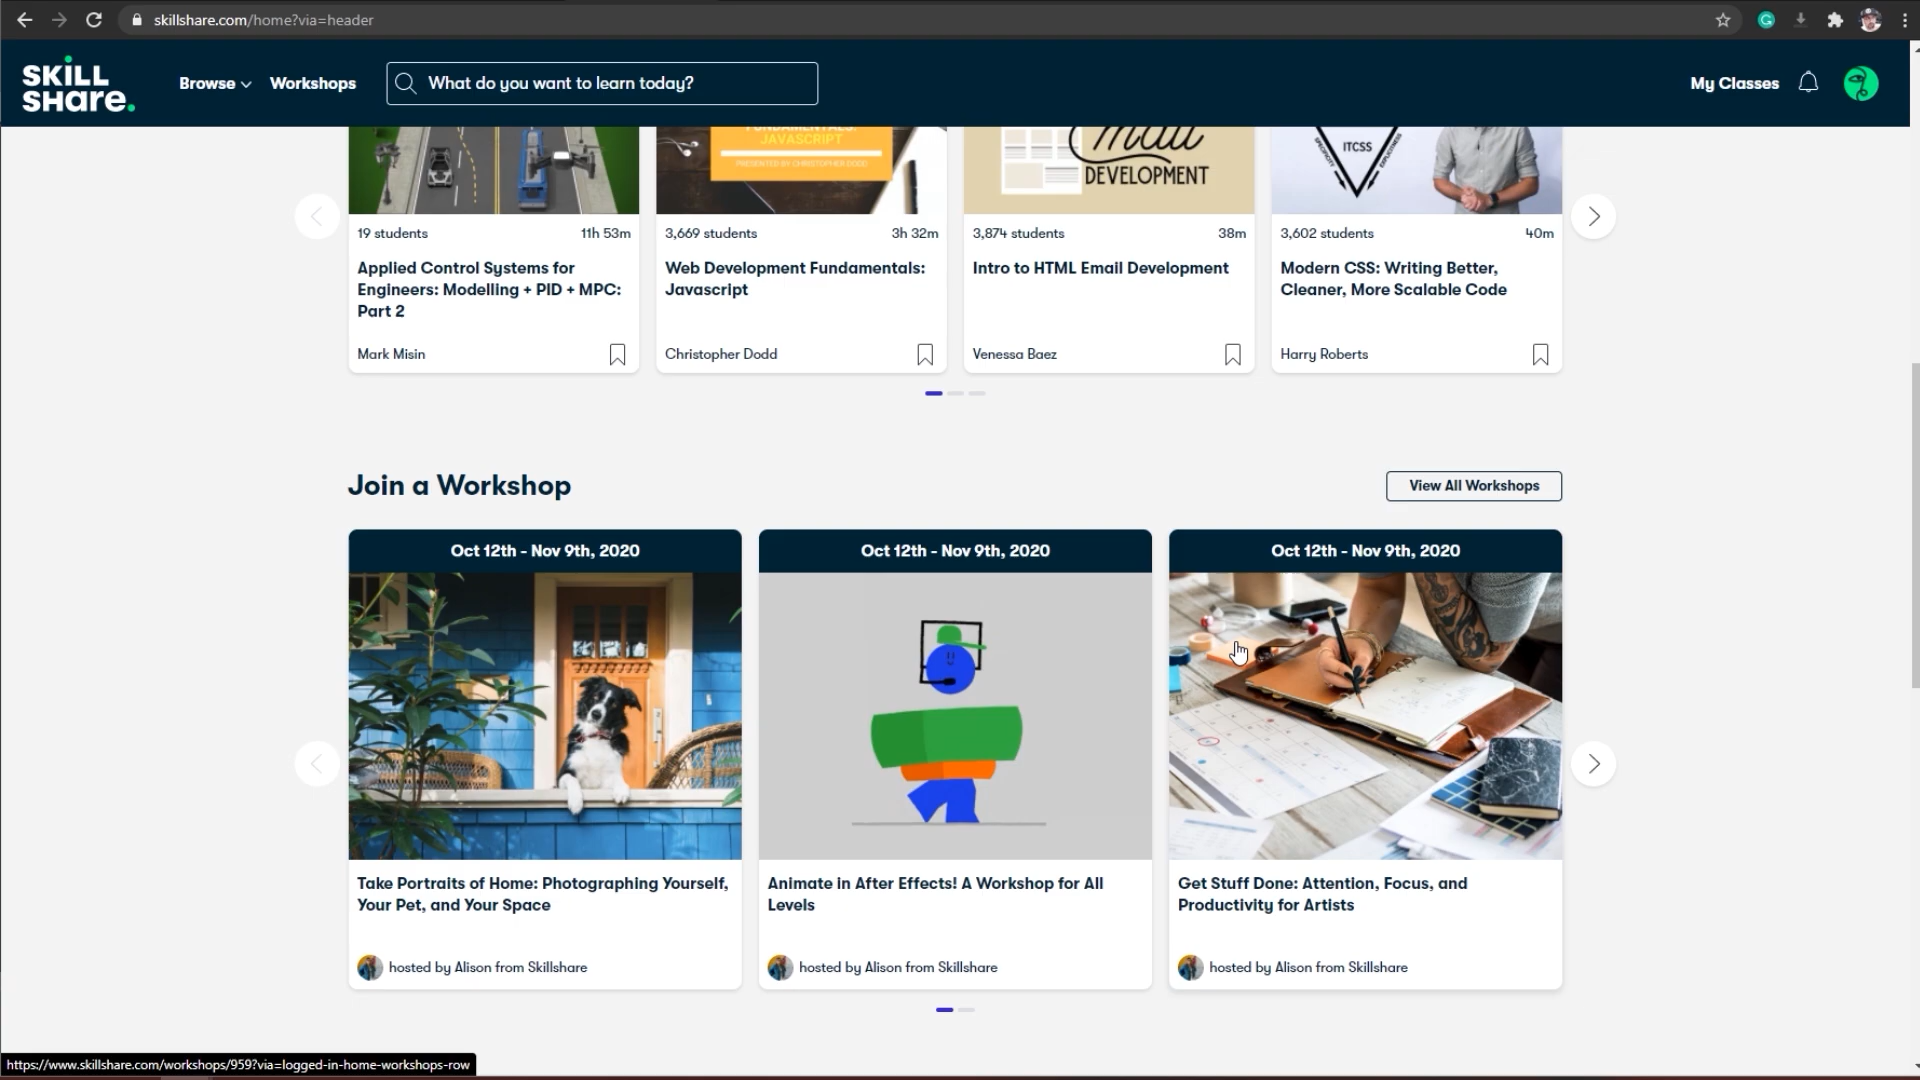 skillshare.com/home?via=header
SKILL
SHare.
Browse
Workshops
What do you want to learn today?
My Classes
FUNDAMENTALS:
JAVASCRIPT
PRESENTED BY CHRISTOPHER DODD
Mail
DEVELOPMENT
ITCSS
SPECIFICITY
EXPLICITNESS
19 students 11h 53m
Applied Control Systems for
Engineers: Modelling + PID + MPC:
Part 2
Mark Misin
3,669 students 3h 32m
Web Development Fundamentals:
Javascript
Christopher Dodd
3,874 students 38m
Intro to HTML Email Development
Venessa Baez
3,602 students 40m
Modern CSS: Writing Better,
Cleaner, More Scalable Code
Harry Roberts
Join a Workshop
View All Workshops
Oct 12th - Nov 9th, 2020
Take Portraits of Home: Photographing Yourself,
Your Pet, and Your Space
hosted by Alison from Skillshare
Oct 12th - Nov 9th, 2020
Animate in After Effects! A Workshop for All
Levels
hosted by Alison from Skillshare
Oct 12th - Nov 9th, 2020
Get Stuff Done: Attention, Focus, and
Productivity for Artists
hosted by Alison from Skillshare
https://www.skillshare.com/workshops/959?via=logged-in-home-workshops-row